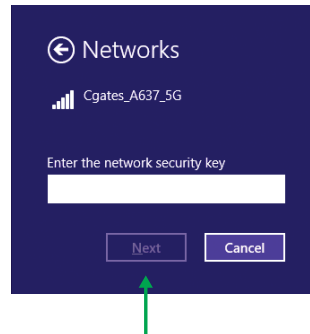 Networks
Cgates_A637_5G
Enter the network security key
Next
Cancel